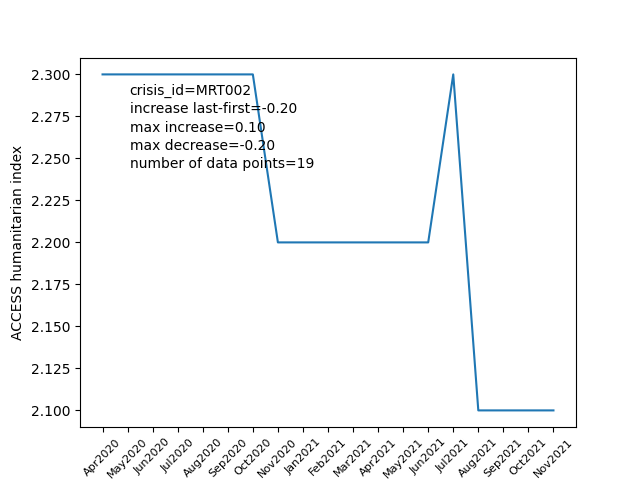 2.300
2.275
2.250
2.225
2.200
2.175
2.150
2.125
2.100
ACCESS humanitarian index
crisis_id=MRT002
increase last-first=-0.20
max increase=0.10
max decrease=-0.20
number of data points=19
Apr2020
May2020
Jun2020
Jul2020
Aug2020
Sep2020
Oct2020
Nov2020
Jan2021
Feb2021
Mar2021
Apr2021
May2021
Jun2021
Jul2021
Aug2021
Sep2021
Oct2021
Nov2021